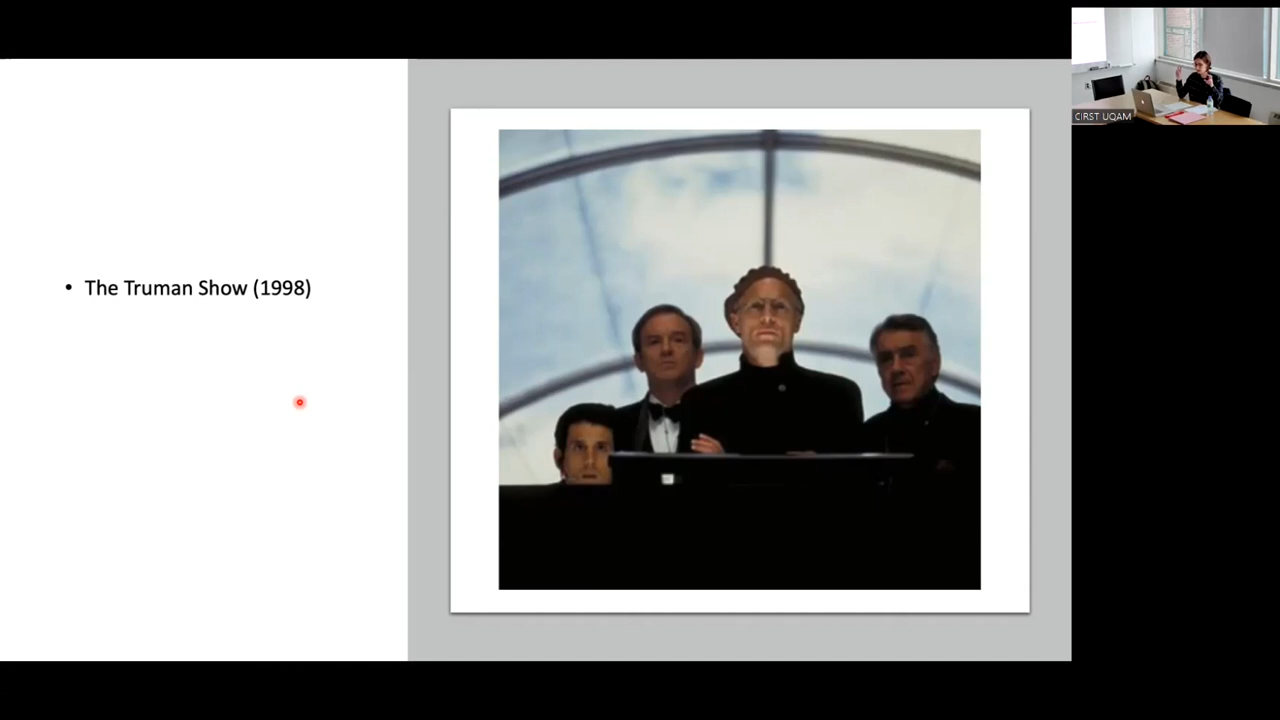 • The Truman Show (1998)
CIRST UQAM